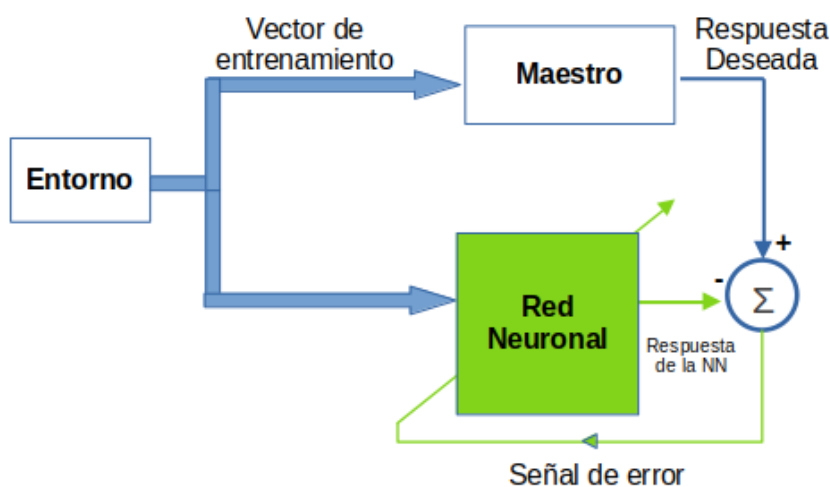 Vector de
entrenamiento
Respuesta
Deseada
Maestro
Entorno
+
-
Σ
Red
Neuronal
Respuesta
de la NN
Señal de error